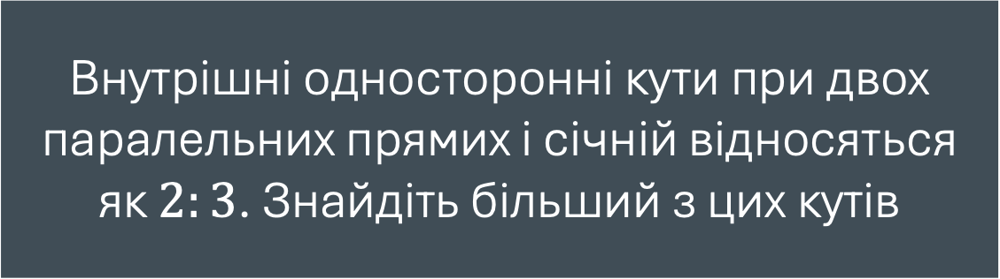 Внутрішні односторонні кути при двох
паралельних прямих і січній відносяться
як 2: 3. Знайдіть більший з цих кутів